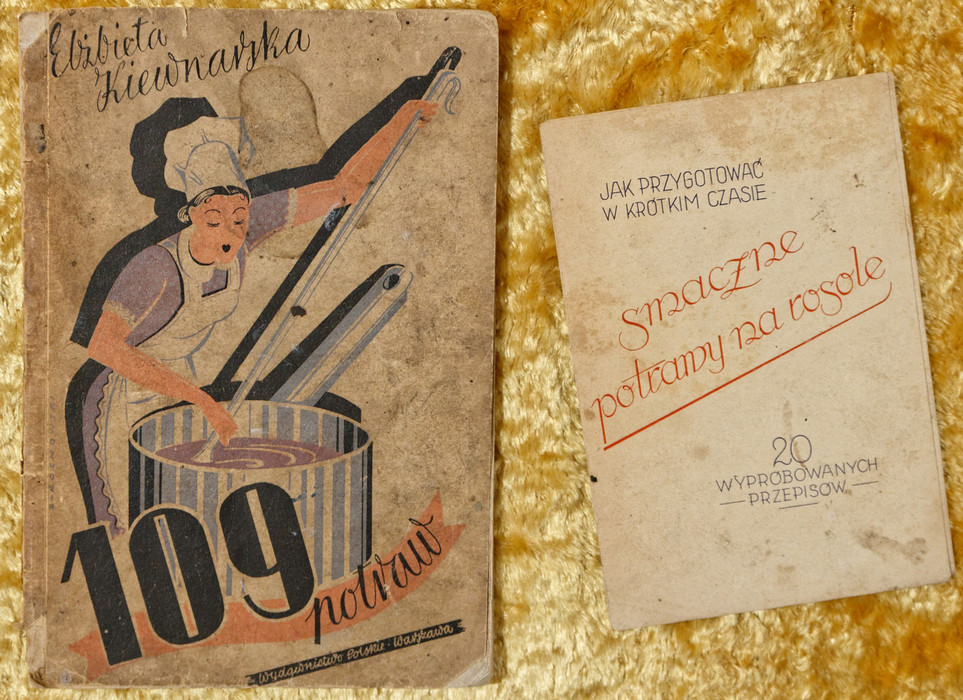 Elżbieta
Kiewnarska
109
potraw
Wydawnictwo Polskie · Warszawa
JAK PRZYGOTOWAĆ
W KRÓTKIM CZASIE
smaczne
potrawy na rosole
20
WYPRÓBOWANYCH
— PRZEPISÓW —